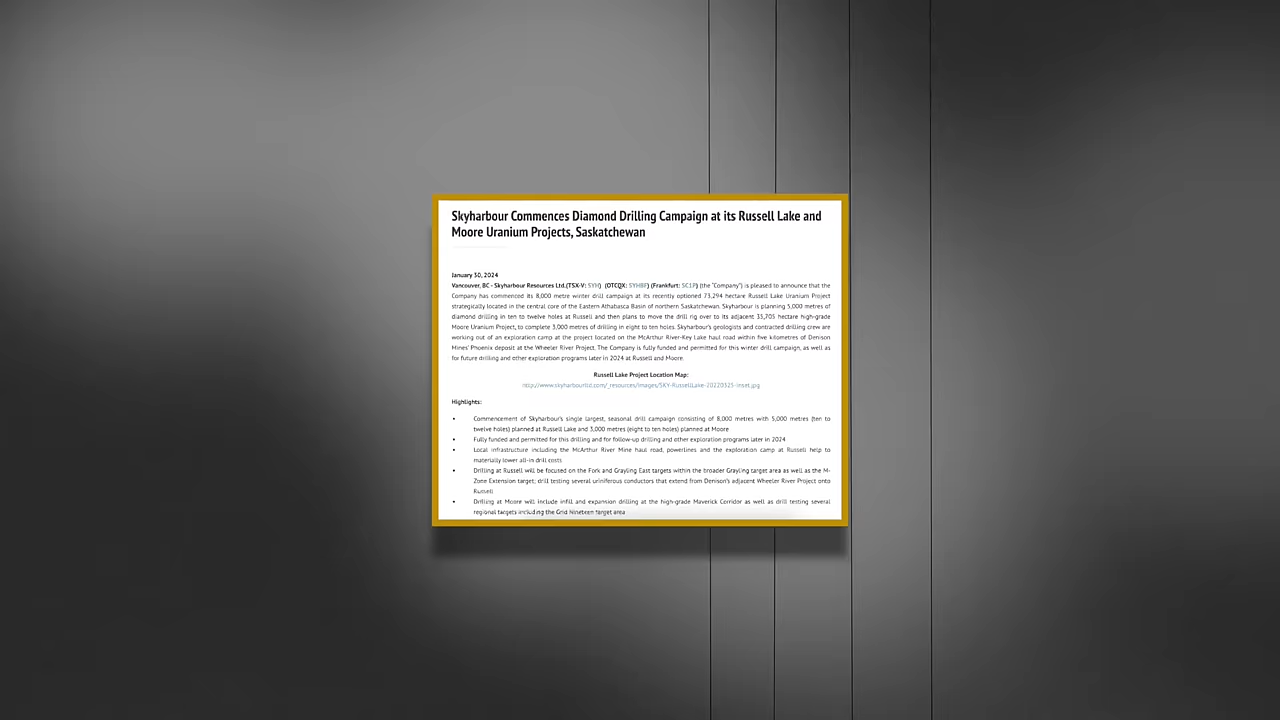 Skyharbour Commences Diamond Drilling Campaign at its Russell Lake and
Moore Uranium Projects, Saskatchewan
January 30, 2024
Vancouver, BC - Skyharbour Resources Ltd.(TSX-V: SYH) (OTCQX: SYHBF) (Frankfurt: SC1P) (the "Company") is pleased to announce that the
Company has commenced its 8,000 metre winter drill campaign at its recently optioned 73,294 hectare Russell Lake Uranium Project
strategically located in the central core of the Eastern Athabasca Basin of northern Saskatchewan. Skyharbour is planning 5,000 metres of
diamond drilling in ten to twelve holes at Russell and then plans to move the drill rig over to its adjacent 35,705 hectare high-grade
Moore Uranium Project, to complete 3,000 metres of drilling in eight to ten holes. Skyharbour's geologists and contracted drilling crew are
working out of an exploration camp at the project located on the McArthur River-Key Lake haul road within five kilometres of Denison
Mines' Phoenix deposit at the Wheeler River Project. The Company is fully funded and permitted for this winter drill campaign, as well as
for future drilling and other exploration programs later in 2024 at Russell and Moore.
Russell Lake Project Location Map:
http://www.skyharbourltd.com/_resources/images/SKY-RussellLake-20220325-Inset.jpg
Highlights:
• Commencement of Skyharbour's single largest, seasonal drill campaign consisting of 8,000 metres with 5,000 metres (ten to
twelve holes) planned at Russell Lake and 3,000 metres (eight to ten holes) planned at Moore
• Fully funded and permitted for this drilling and for follow-up drilling and other exploration programs later in 2024
• Local infrastructure including the McArthur River Mine haul road, powerlines and the exploration camp at Russell help to
materially lower all-in drill costs
• Drilling at Russell will be focused on the Fork and Grayling East targets within the broader Grayling target area as well as the M-
Zone Extension target; drill testing several uriniferous conductors that extend from Denison's adjacent Wheeler River Project onto
Russell
• Drilling at Moore will include infill and expansion drilling at the high-grade Maverick Corridor as well as drill testing several
regional targets including the Grid Nineteen target area